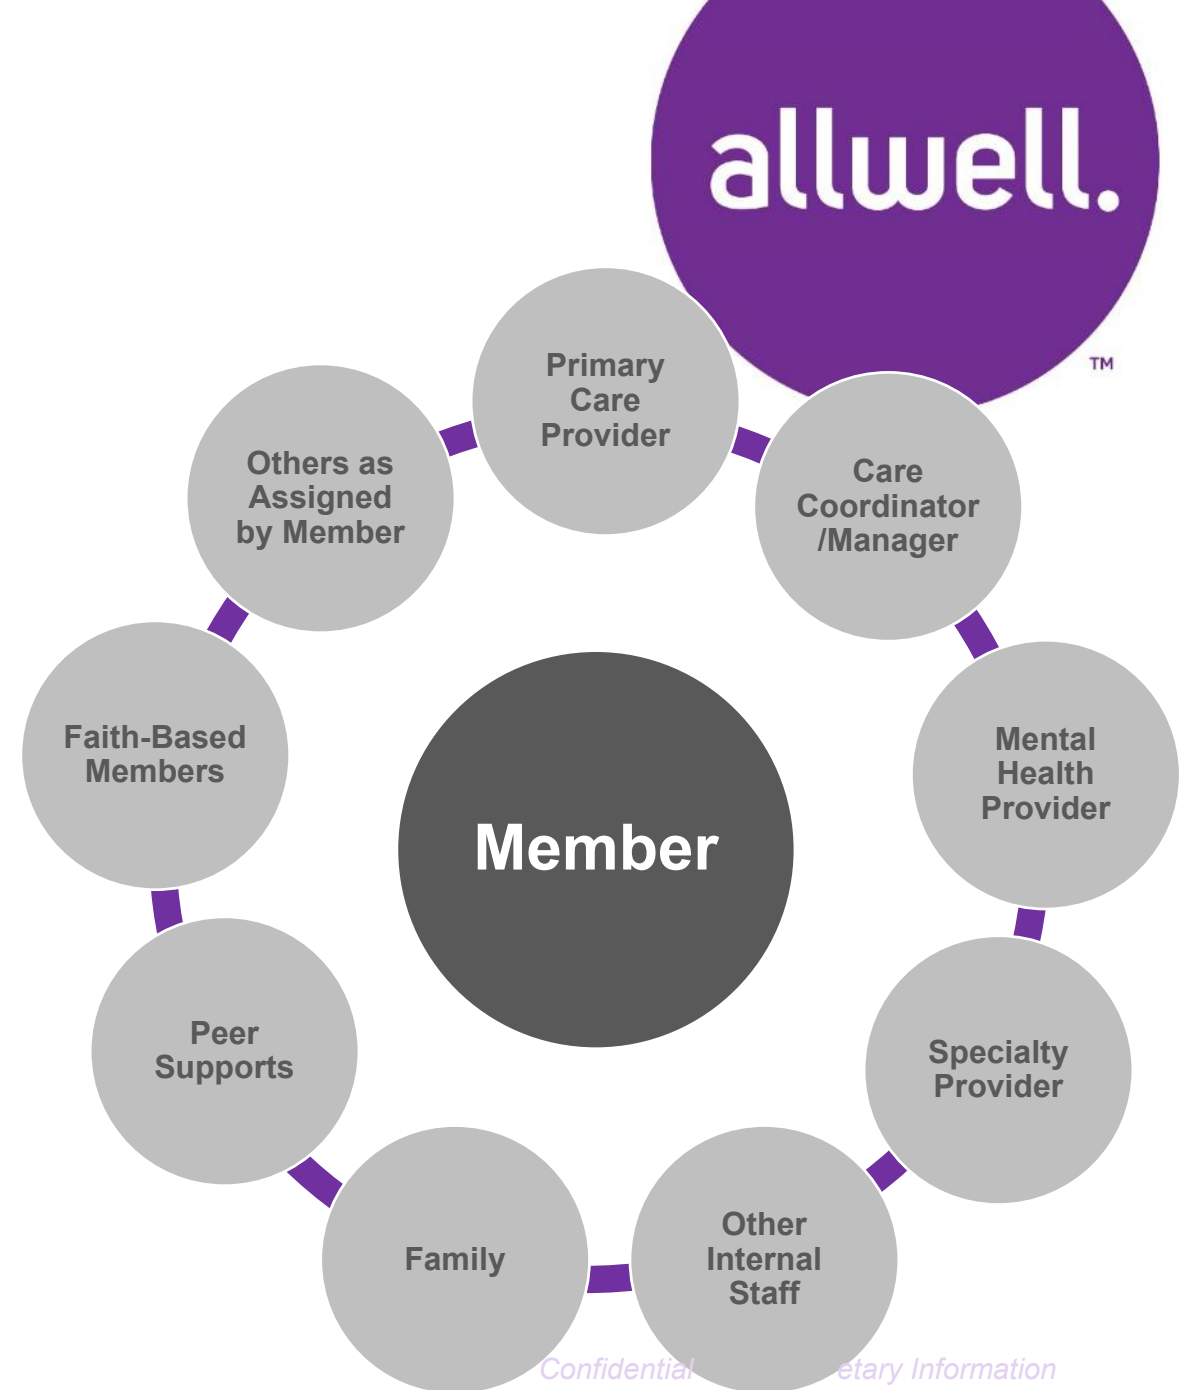 allwell.
TM
Primary
Care
Provider
Care
Coordinator
/Manager
Mental
Health
Provider
Specialty
Provider
Other
Internal
Staff
Family
Peer
Supports
Faith-Based
Members
Others as
Assigned
by Member
Member
Confidential etary Information